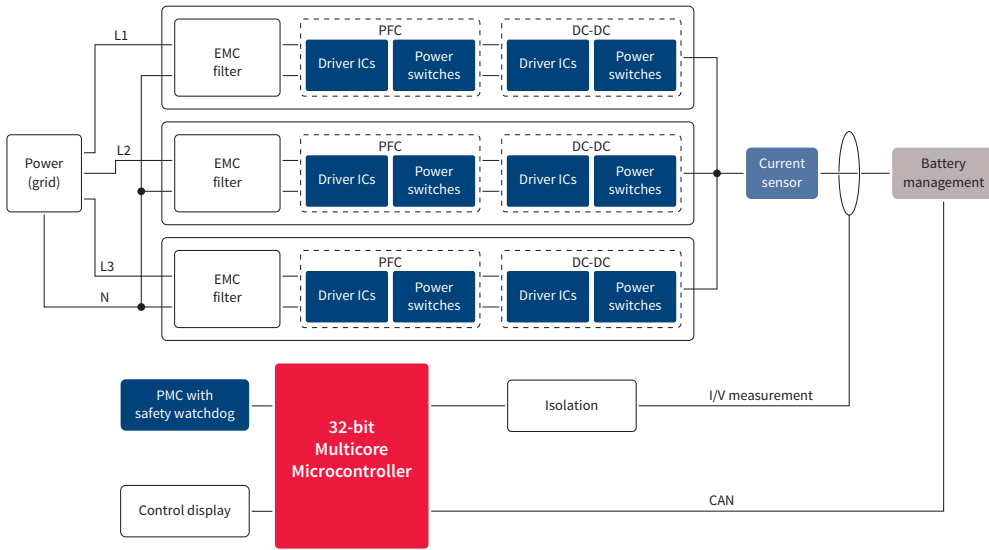 L1
EMC
filter
PFC
Driver ICs
Power
switches
DC-DC
Driver ICs
Power
switches
Power
(grid)
L2
EMC
filter
PFC
Driver ICs
Power
switches
DC-DC
Driver ICs
Power
switches
Current
sensor
Battery
management
L3
N
EMC
filter
PFC
Driver ICs
Power
switches
DC-DC
Driver ICs
Power
switches
PMC with
safety watchdog
32-bit
Multicore
Microcontroller
Isolation
I/V measurement
Control display
CAN